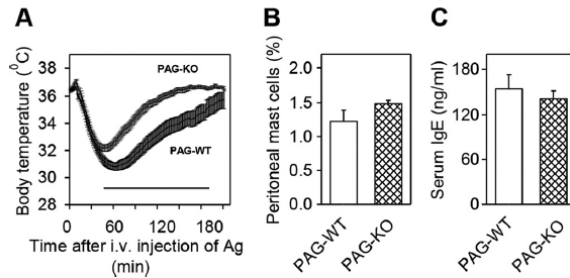 A
Body temperature (⁰C)
38
36
34
32
30
28
PAG-KO
PAG-WT
0 60 120 180
Time after i.v. injection of Ag
(min)
B
Peritoneal mast cells (%)
2.0
1.5
1.0
0.5
0.0
PAG-WT
PAG-KO
C
Serum IgE (ng/ml)
180
120
60
0
PAG-WT
PAG-KO